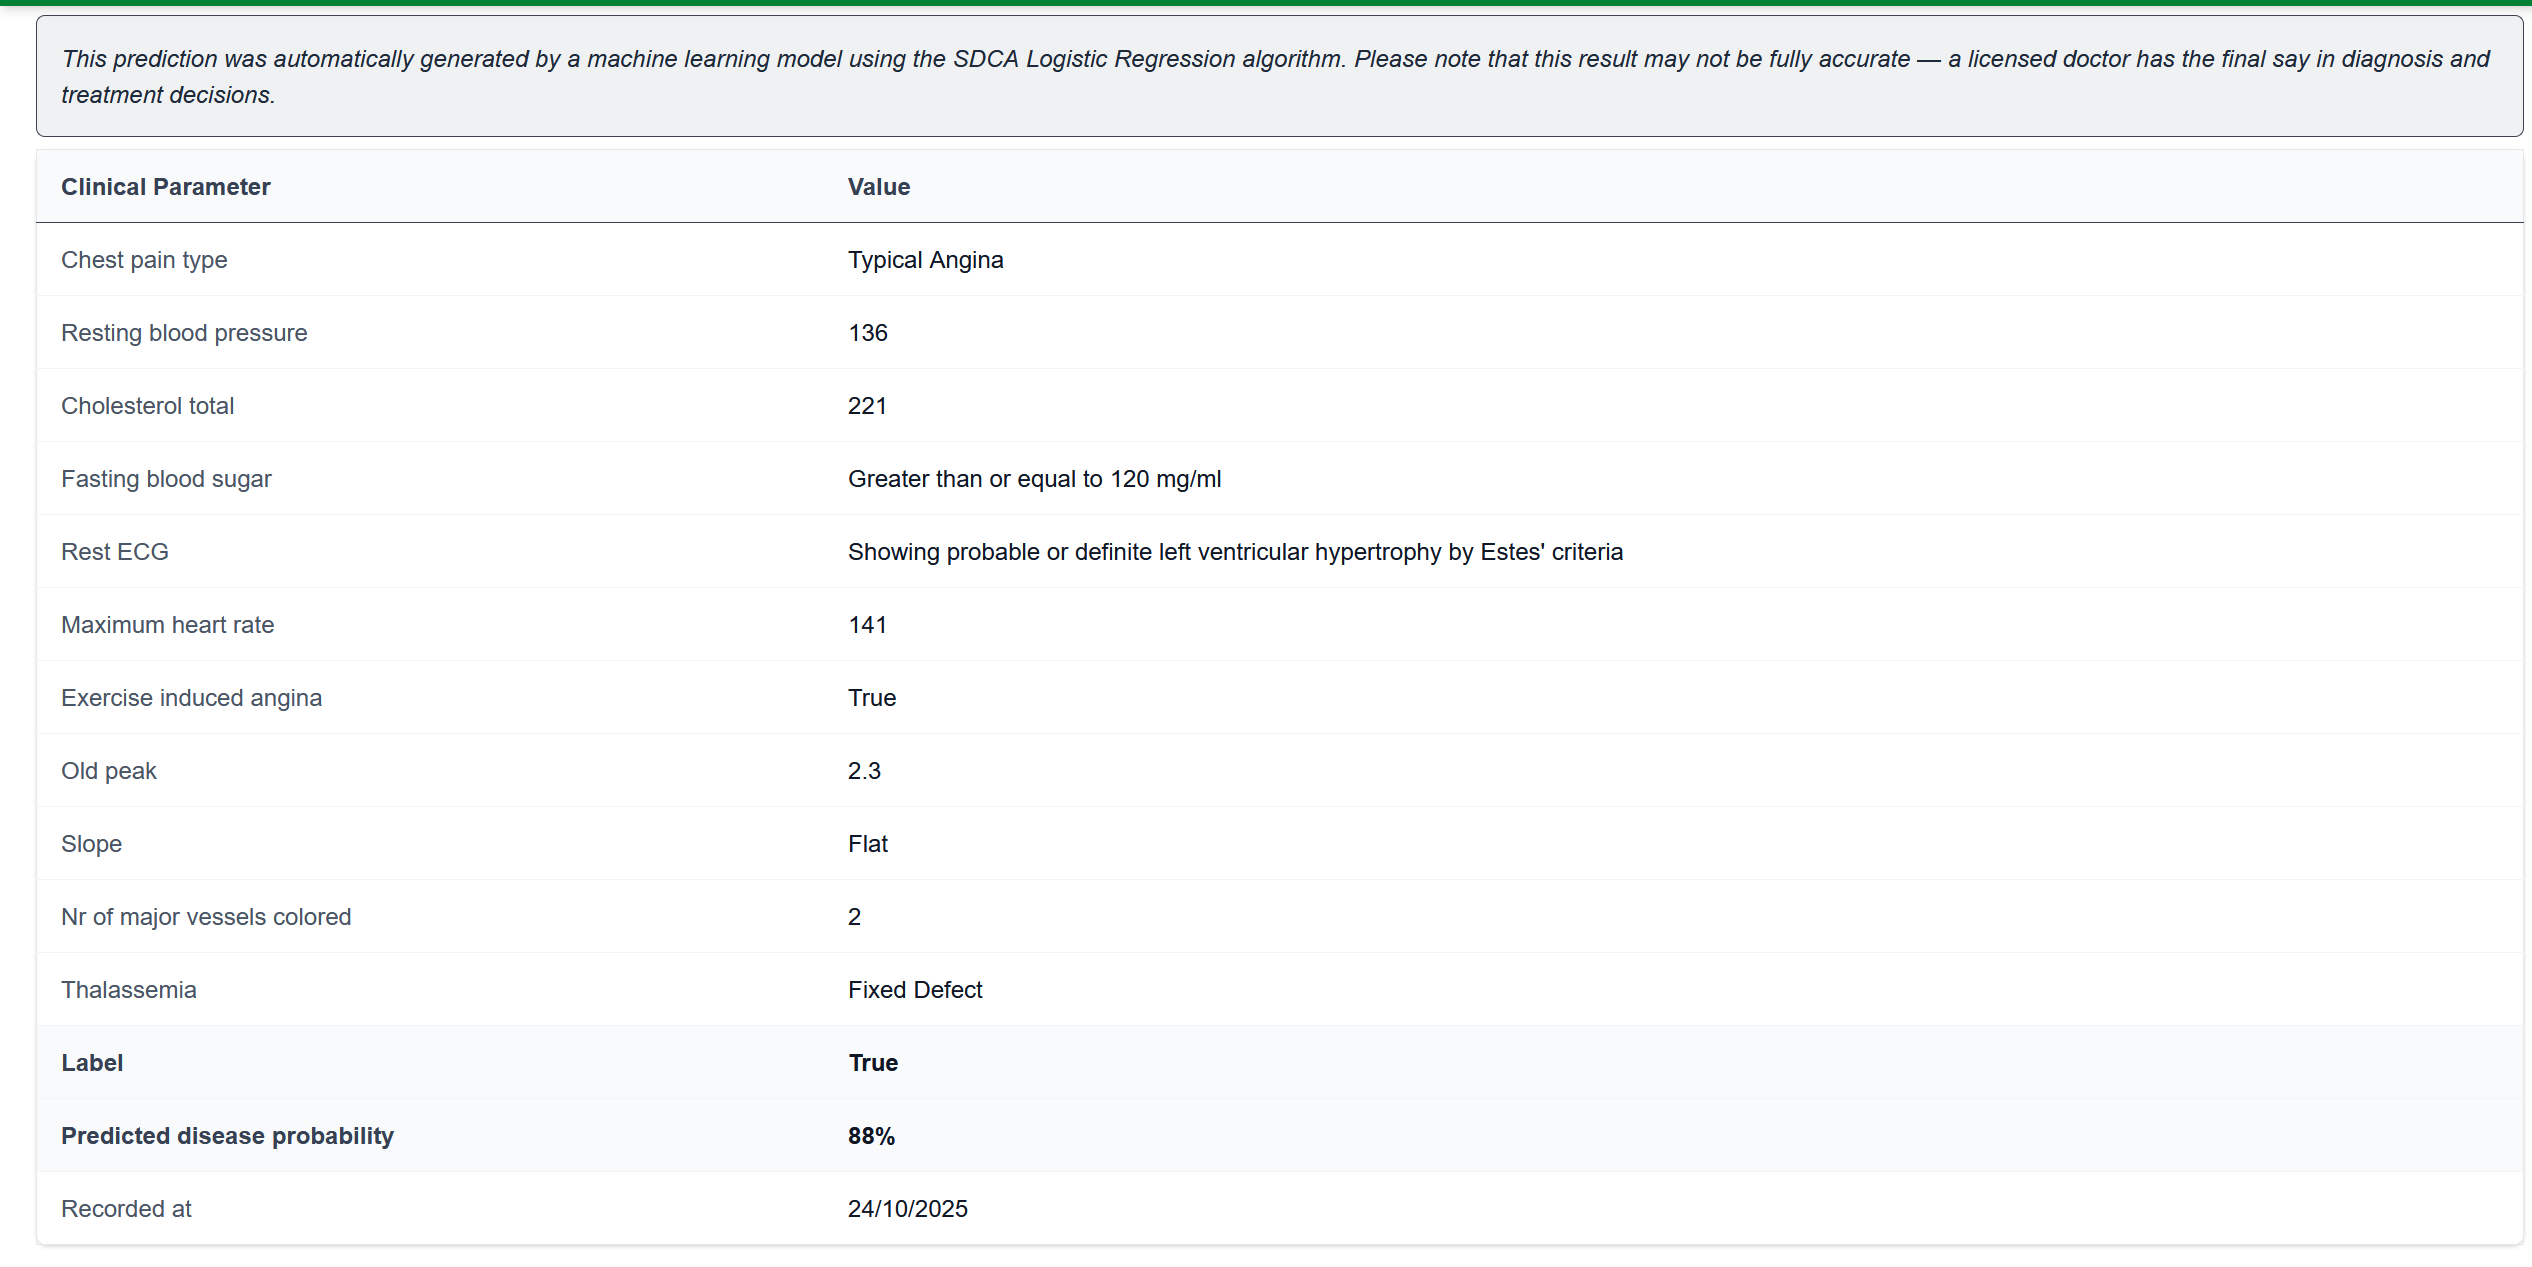 This prediction was automatically generated by a machine learning model using the SDCA Logistic Regression algorithm. Please note that this result may not be fully accurate — a licensed doctor has the final say in diagnosis and
treatment decisions.
Clinical Parameter Value
Chest pain type Typical Angina
Resting blood pressure 136
Cholesterol total 221
Fasting blood sugar Greater than or equal to 120 mg/ml
Rest ECG Showing probable or definite left ventricular hypertrophy by Estes' criteria
Maximum heart rate 141
Exercise induced angina True
Old peak 2.3
Slope Flat
Nr of major vessels colored 2
Thalassemia Fixed Defect
Label True
Predicted disease probability 88%
Recorded at 24/10/2025